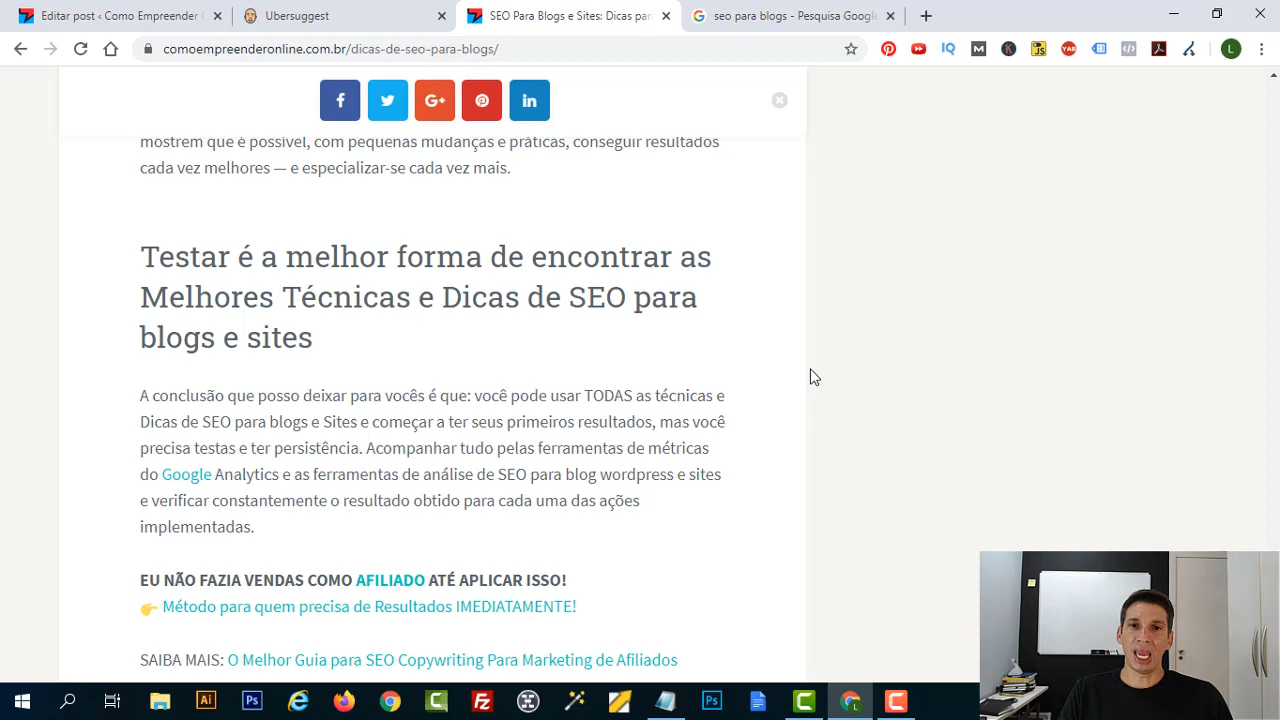 Editar post ‹ Como Empreender O
Ubersuggest
SEO Para Blogs e Sites: Dicas par
seo para blogs - Pesquisa Google
comoempreenderonline.com.br/dicas-de-seo-para-blogs/
mostrem que é possível, com pequenas mudanças e práticas, conseguir resultados
cada vez melhores — e especializar-se cada vez mais.
Testar é a melhor forma de encontrar as
Melhores Técnicas e Dicas de SEO para
blogs e sites
A conclusão que posso deixar para vocês é que: você pode usar TODAS as técnicas e
Dicas de SEO para blogs e Sites e começar a ter seus primeiros resultados, mas você
precisa testas e ter persistência. Acompanhar tudo pelas ferramentas de métricas
do Google Analytics e as ferramentas de análise de SEO para blog wordpress e sites
e verificar constantemente o resultado obtido para cada uma das ações
implementadas.
EU NÃO FAZIA VENDAS COMO AFILIADO ATÉ APLICAR ISSO!
Método para quem precisa de Resultados IMEDIATAMENTE!
SAIBA MAIS: O Melhor Guia para SEO Copywriting Para Marketing de Afiliados